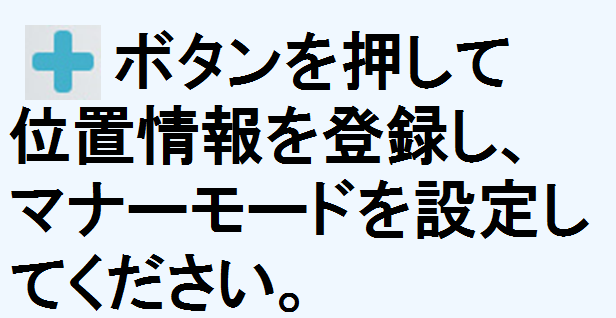 ボタンを押して
位置情報を登録し、
マナーモードを設定し
てください。